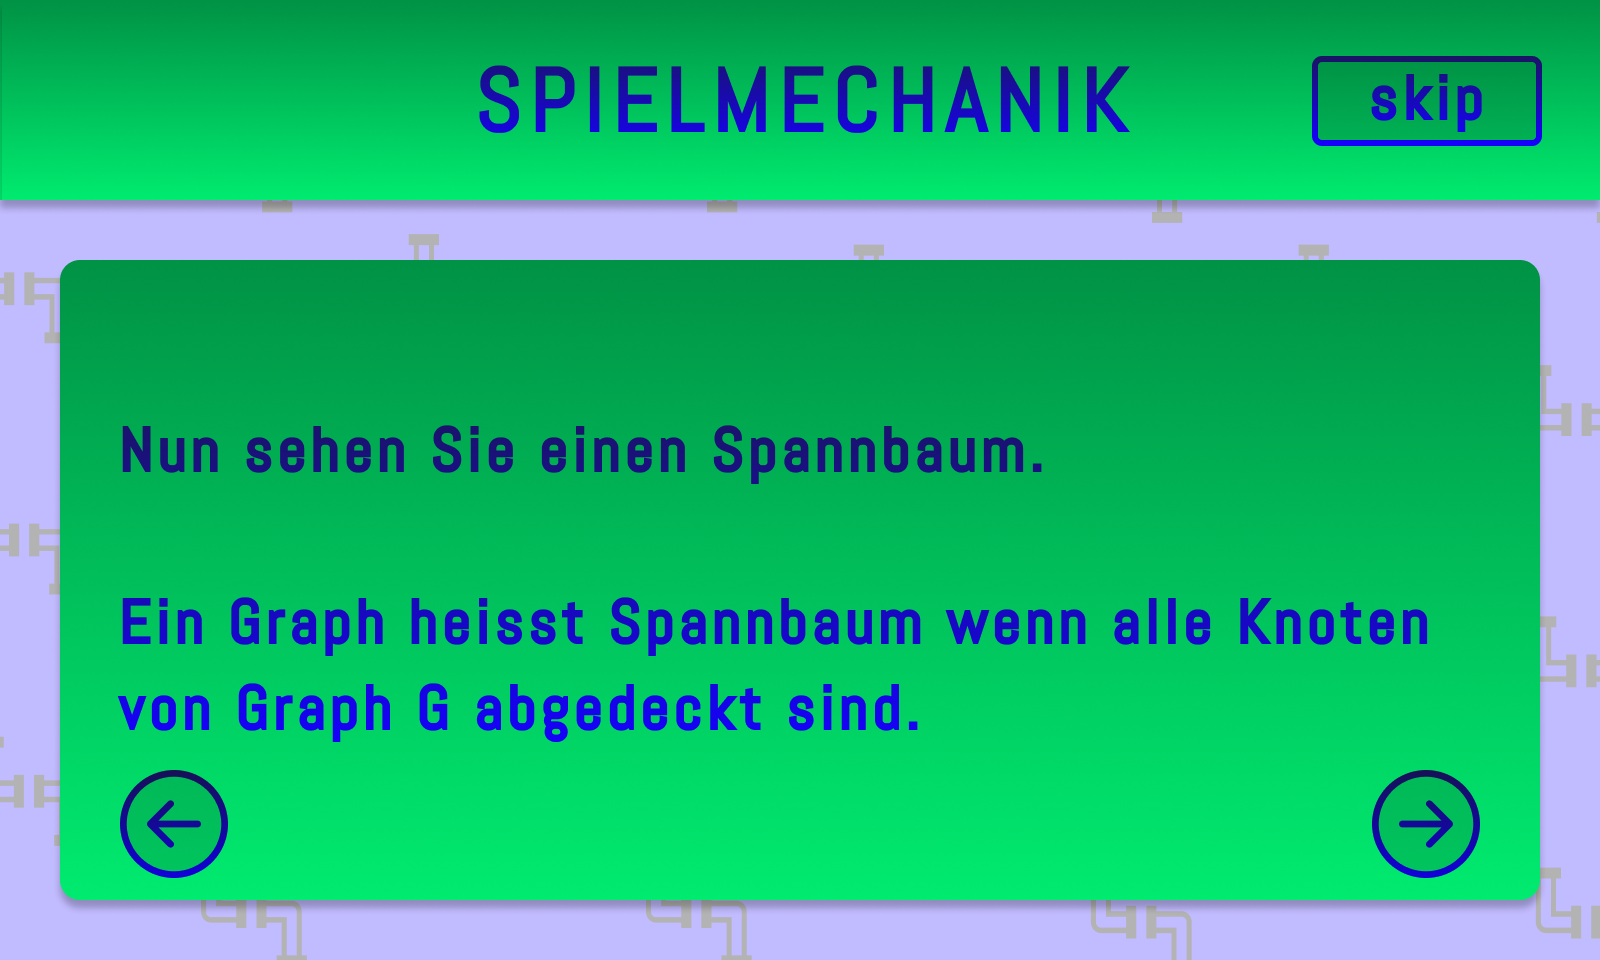 SPIELMECHANIK
skip
Nun sehen Sie einen Spannbaum.
Ein Graph heisst Spannbaum wenn alle Knoten
von Graph G abgedeckt sind.